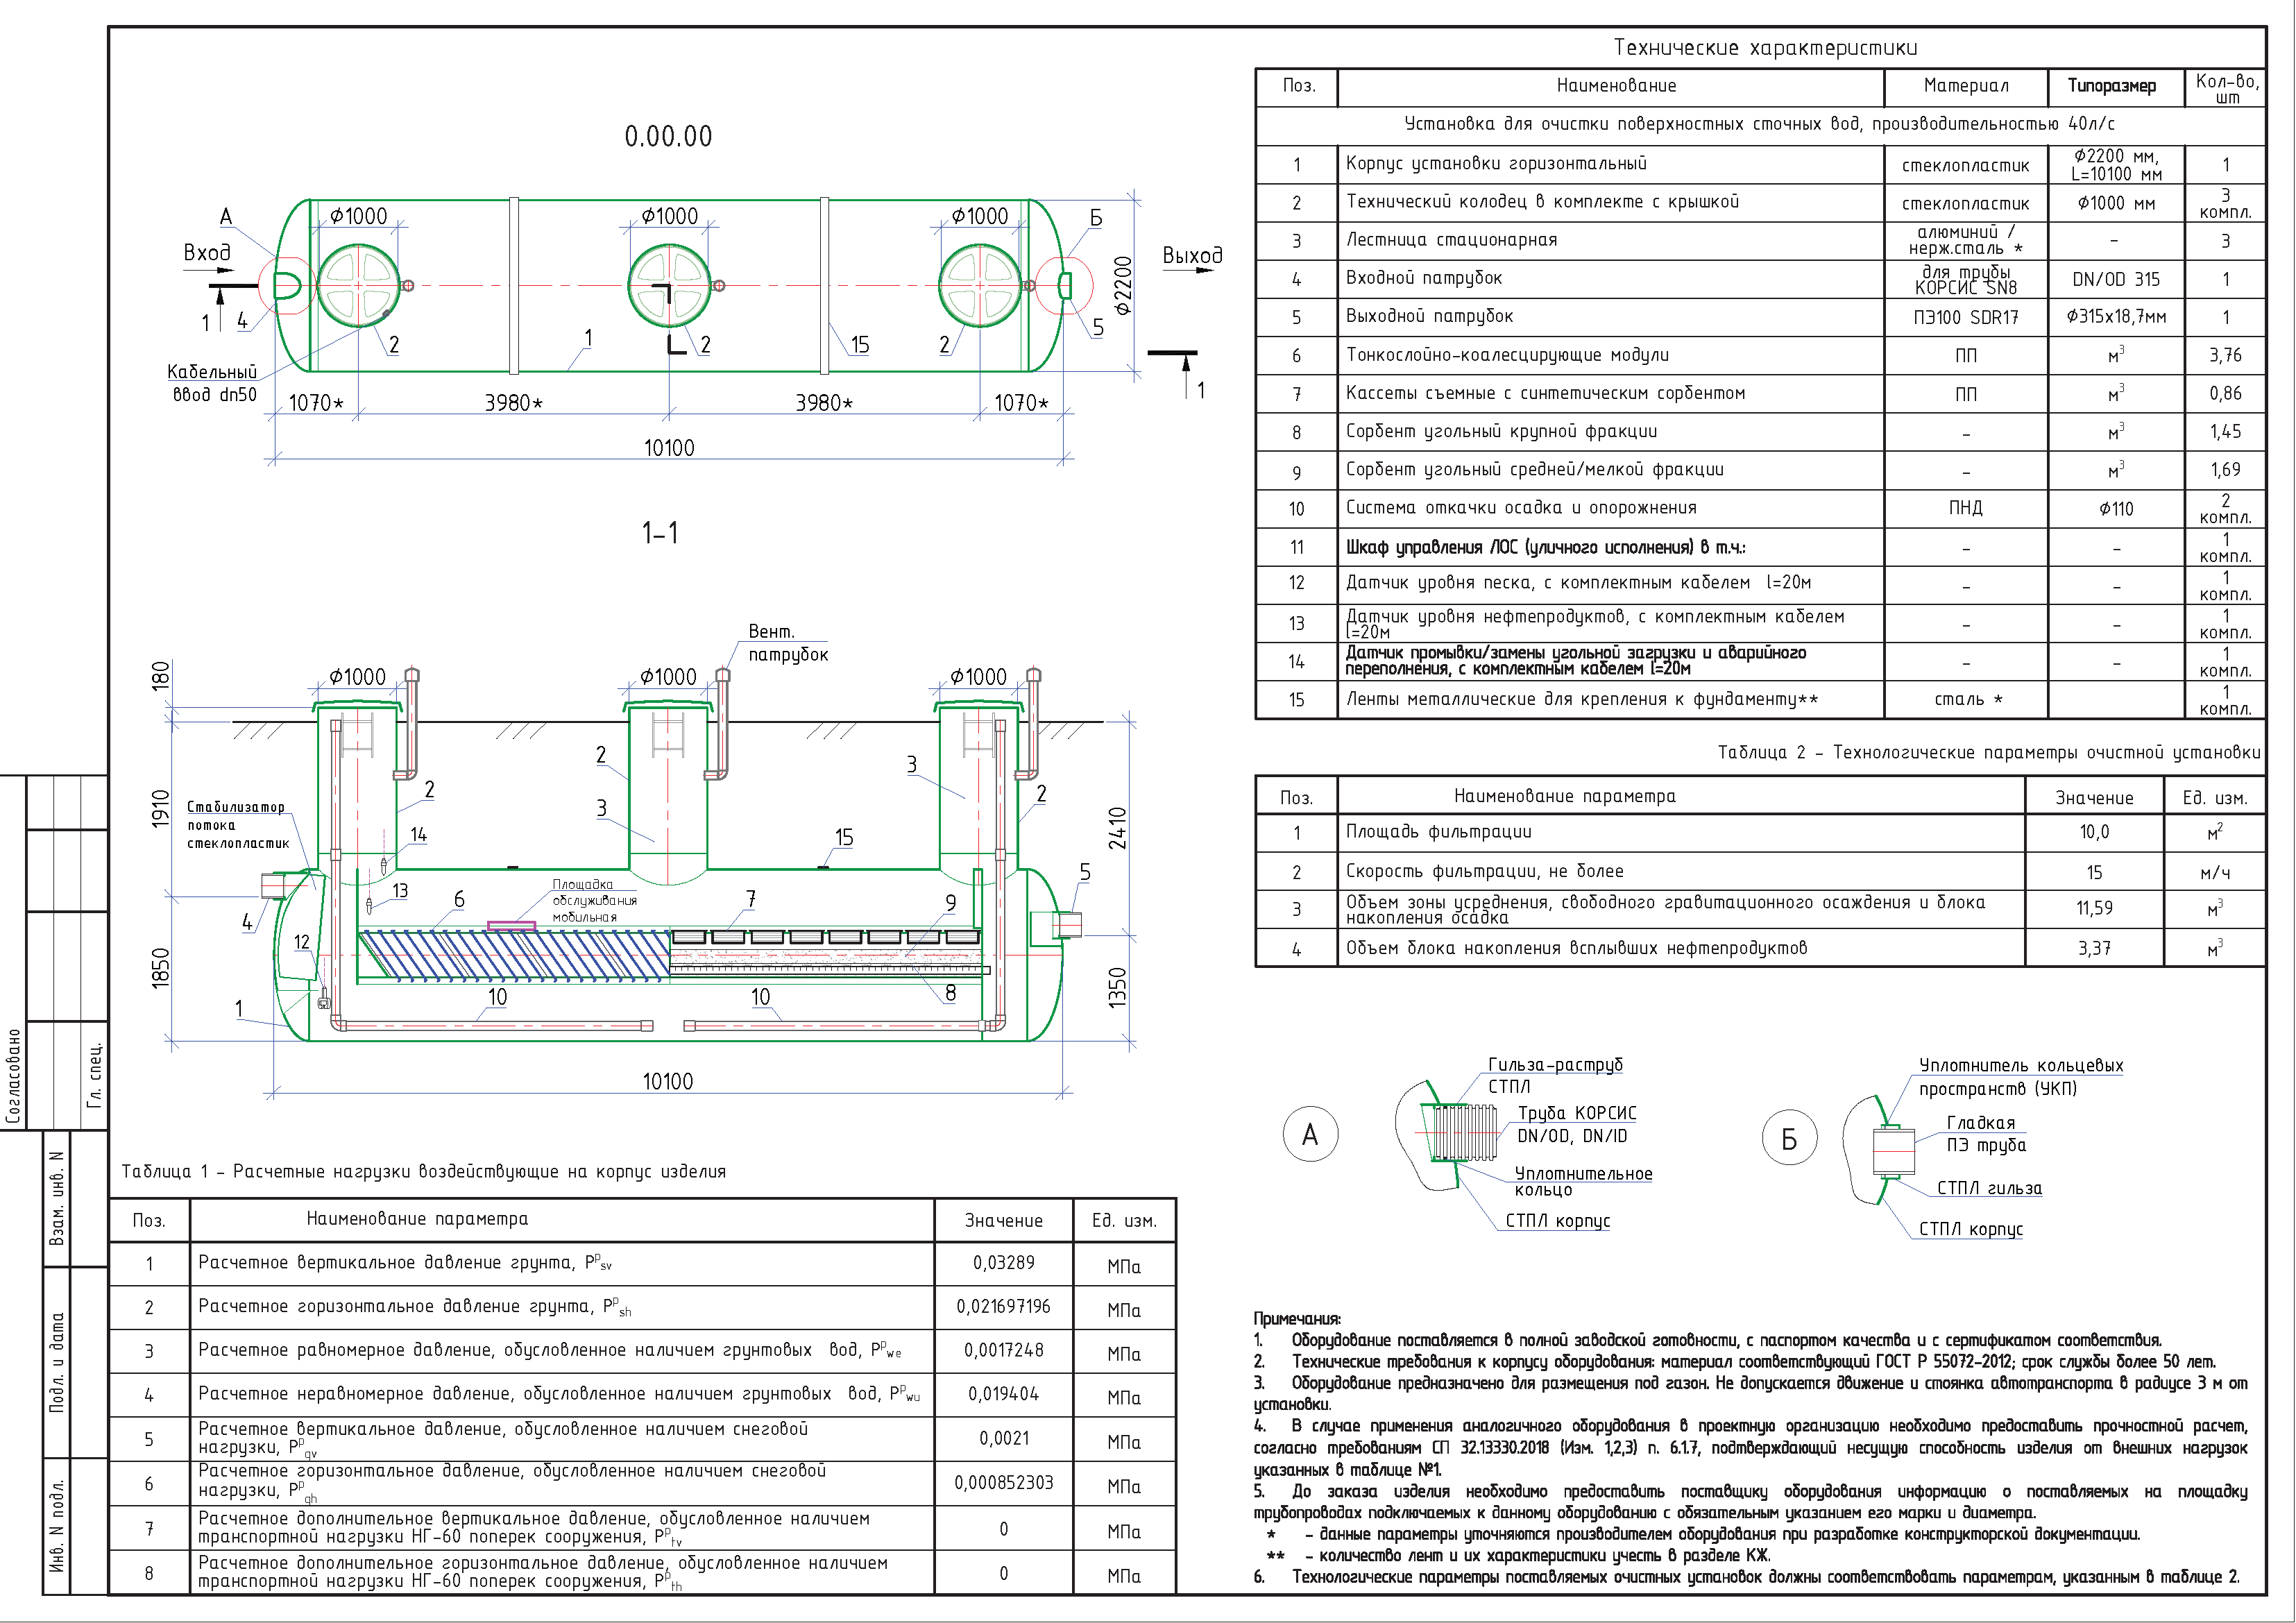 0.00.00
А
Вход
Ø1000
Ø1000
Ø1000
Б
Выход
Ø2200
1
4
2
1
2
15
2
5
1
Кабельный
ввод dn50
1070*
3980*
3980*
1070*
10100
1-1
Вент.
патрубок
180
Ø1000
Ø1000
Ø1000
1910
Стабилизатор
потока
стеклопластик
2
14
2
3
15
3
2
2410
5
4
13
6
Площадка
обслуживания
мобильная
7
9
12
1850
1
10
10
8
1350
10100
Таблица 1 - Расчетные нагрузки воздействующие на корпус изделия
Поз. Наименование параметра Значение Ед. изм.
1 Расчетное вертикальное давление грунта, Pᵖsv 0,03289 МПа
2 Расчетное горизонтальное давление грунта, Pᵖsh 0,021697196 МПа
3 Расчетное равномерное давление, обусловленное наличием грунтовых вод, Pᵖwe 0,0017248 МПа
4 Расчетное неравномерное давление, обусловленное наличием грунтовых вод, Pᵖwu 0,019404 МПа
5 Расчетное вертикальное давление, обусловленное наличием снеговой
нагрузки, Pᵖqv 0,0021 МПа
6 Расчетное горизонтальное давление, обусловленное наличием снеговой
нагрузки, Pᵖqh 0,000852303 МПа
7 Расчетное дополнительное вертикальное давление, обусловленное наличием
транспортной нагрузки НГ-60 поперек сооружения, Pᵖtv 0 МПа
8 Расчетное дополнительное горизонтальное давление, обусловленное наличием
транспортной нагрузки НГ-60 поперек сооружения, Pᵖth 0 МПа
Технические характеристики
Поз. Наименование Материал Типоразмер Кол-во,
шт
Установка для очистки поверхностных сточных вод, производительностью 40л/с
1 Корпус установки горизонтальный стеклопластик Ø2200 мм,
L=10100 мм 1
2 Технический колодец в комплекте с крышкой стеклопластик Ø1000 мм 3
компл.
3 Лестница стационарная алюминий /
нерж.сталь * - 3
4 Входной патрубок для трубы
КОРСИС SN8 DN/OD 315 1
5 Выходной патрубок ПЭ100 SDR17 Ø315х18,7мм 1
6 Тонкослойно-коалесцирующие модули ПП м³ 3,76
7 Кассеты съемные с синтетическим сорбентом ПП м³ 0,86
8 Сорбент угольный крупной фракции - м³ 1,45
9 Сорбент угольный средней/мелкой фракции - м³ 1,69
10 Система откачки осадка и опорожнения ПНД Ø110 2
компл.
11 Шкаф управления ЛОС (уличного исполнения) в т.ч.: - - 1
компл.
12 Датчик уровня песка, с комплектным кабелем l=20м - - 1
компл.
13 Датчик уровня нефтепродуктов, с комплектным кабелем
l=20м - - 1
компл.
14 Датчик промывки/замены угольной загрузки и аварийного
переполнения, с комплектным кабелем l=20м - - 1
компл.
15 Ленты металлические для крепления к фундаменту** сталь * 1
компл.
Таблица 2 - Технологические параметры очистной установки
Поз. Наименование параметра Значение Ед. изм.
1 Площадь фильтрации 10,0 м²
2 Скорость фильтрации, не более 15 м/ч
3 Объем зоны усреднения, свободного гравитационного осаждения и блока
накопления осадка 11,59 м³
4 Объем блока накопления всплывших нефтепродуктов 3,37 м³
А
Гильза-раструб
СТПЛ
Труба КОРСИС
DN/OD, DN/ID
Уплотнительное
кольцо
СТПЛ корпус
Б
Уплотнитель кольцевых
пространств (УКП)
Гладкая
ПЭ труба
СТПЛ гильза
СТПЛ корпус
Примечания:
1. Оборудование поставляется в полной заводской готовности, с паспортом качества и с сертификатом соответствия.
2. Технические требования к корпусу оборудования: материал соответствующий ГОСТ Р 55072-2012; срок службы более 50 лет.
3. Оборудование предназначено для размещения под газон. Не допускается движение и стоянка автотранспорта в радиусе 3 м от
установки.
4. В случае применения аналогичного оборудования в проектную организацию необходимо предоставить прочностной расчет,
согласно требованиям СП 32.13330.2018 (Изм. 1,2,3) п. 6.1.7, подтверждающий несущую способность изделия от внешних нагрузок
указанных в таблице №1.
5. До заказа изделия необходимо предоставить поставщику оборудования информацию о поставляемых на площадку
трубопроводах подключаемых к данному оборудованию с обязательным указанием его марки и диаметра.
* - данные параметры уточняются производителем оборудования при разработке конструкторской документации.
** - количество лент и их характеристики учесть в разделе КЖ.
6. Технологические параметры поставляемых очистных установок должны соответствовать параметрам, указанным в таблице 2.
Согласовано
Гл. спец.
Взам. инв. N
Подл. и дата
Инв. N подл.